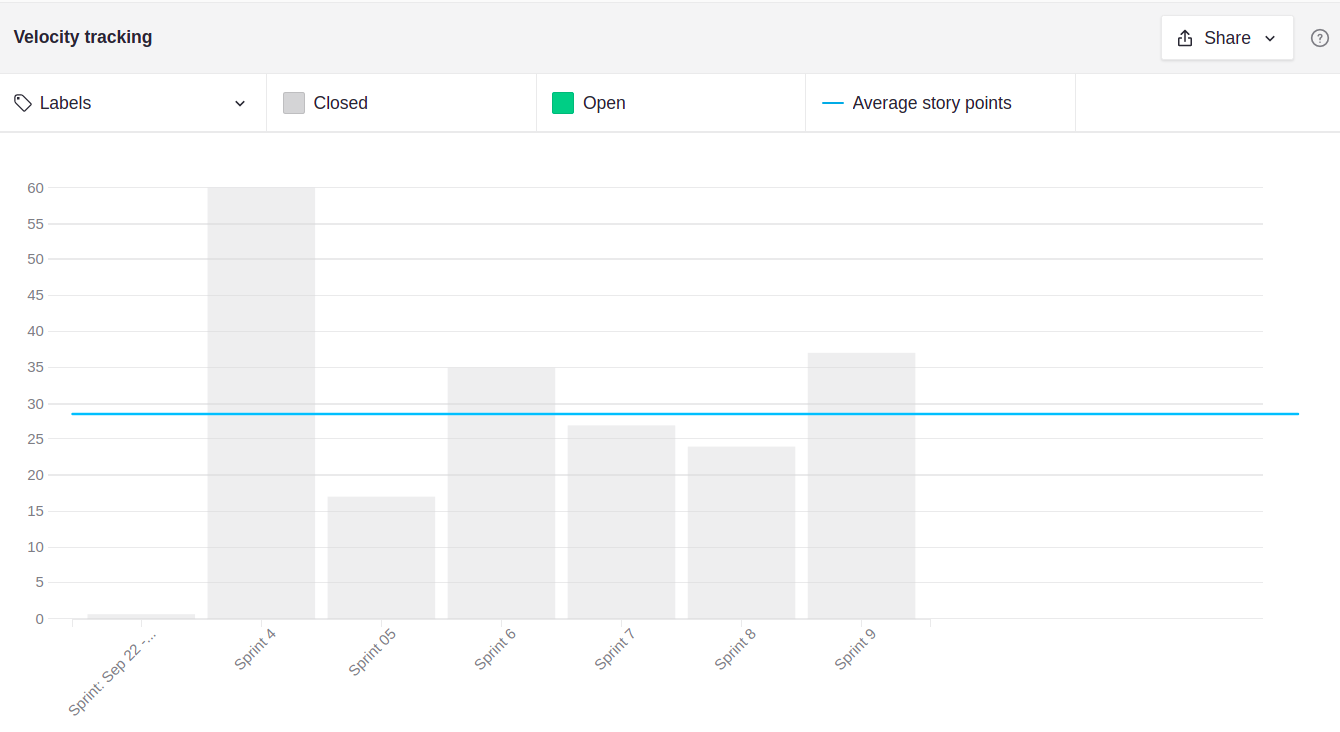 Velocity tracking
Share
?
Labels
Closed
Open
Average story points
60
55
50
45
40
35
30
25
20
15
10
5
0
Sprint: Sep 22 -...
Sprint 4
Sprint 05
Sprint 6
Sprint 7
Sprint 8
Sprint 9